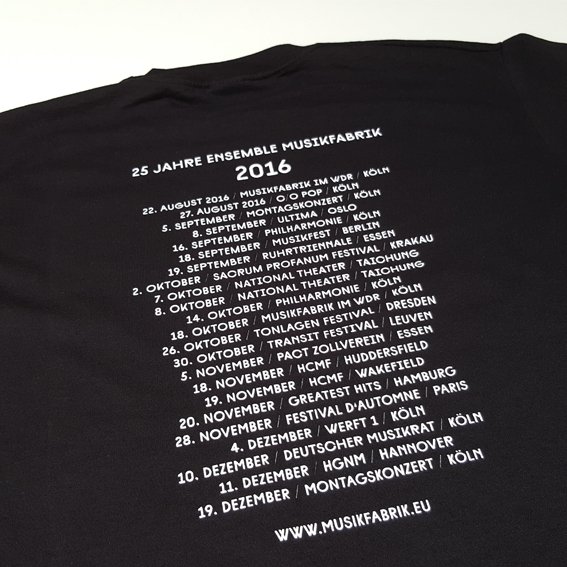 25 JAHRE ENSEMBLE MUSIKFABRIK
2016
22. AUGUST 2016 / MUSIKFABRIK IM WDR / KÖLN
27. AUGUST 2016 / O/O POP / KÖLN
5. SEPTEMBER / MONTAGSKONZERT / KÖLN
8. SEPTEMBER / ULTIMA / OSLO
16. SEPTEMBER / PHILHARMONIE / KÖLN
18. SEPTEMBER / MUSIKFEST / BERLIN
19. SEPTEMBER / RUHRTRIENNALE / ESSEN
2. OKTOBER / SACRUM PROFANUM FESTIVAL / KRAKAU
7. OKTOBER / NATIONAL THEATER / TAICHUNG
8. OKTOBER / NATIONAL THEATER / TAICHUNG
14. OKTOBER / PHILHARMONIE / KÖLN
18. OKTOBER / MUSIKFABRIK IM WDR / KÖLN
26. OKTOBER / TONLAGEN FESTIVAL / DRESDEN
30. OKTOBER / TRANSIT FESTIVAL / LEUVEN
5. NOVEMBER / PACT ZOLLVEREIN / ESSEN
18. NOVEMBER / HCMF / HUDDERSFIELD
19. NOVEMBER / HCMF / WAKEFIELD
20. NOVEMBER / GREATEST HITS / HAMBURG
28. NOVEMBER / FESTIVAL D'AUTOMNE / PARIS
4. DEZEMBER / WERFT 1 / KÖLN
10. DEZEMBER / DEUTSCHER MUSIKRAT / KÖLN
11. DEZEMBER / HGNM / HANNOVER
19. DEZEMBER / MONTAGSKONZERT / KÖLN
WWW.MUSIKFABRIK.EU